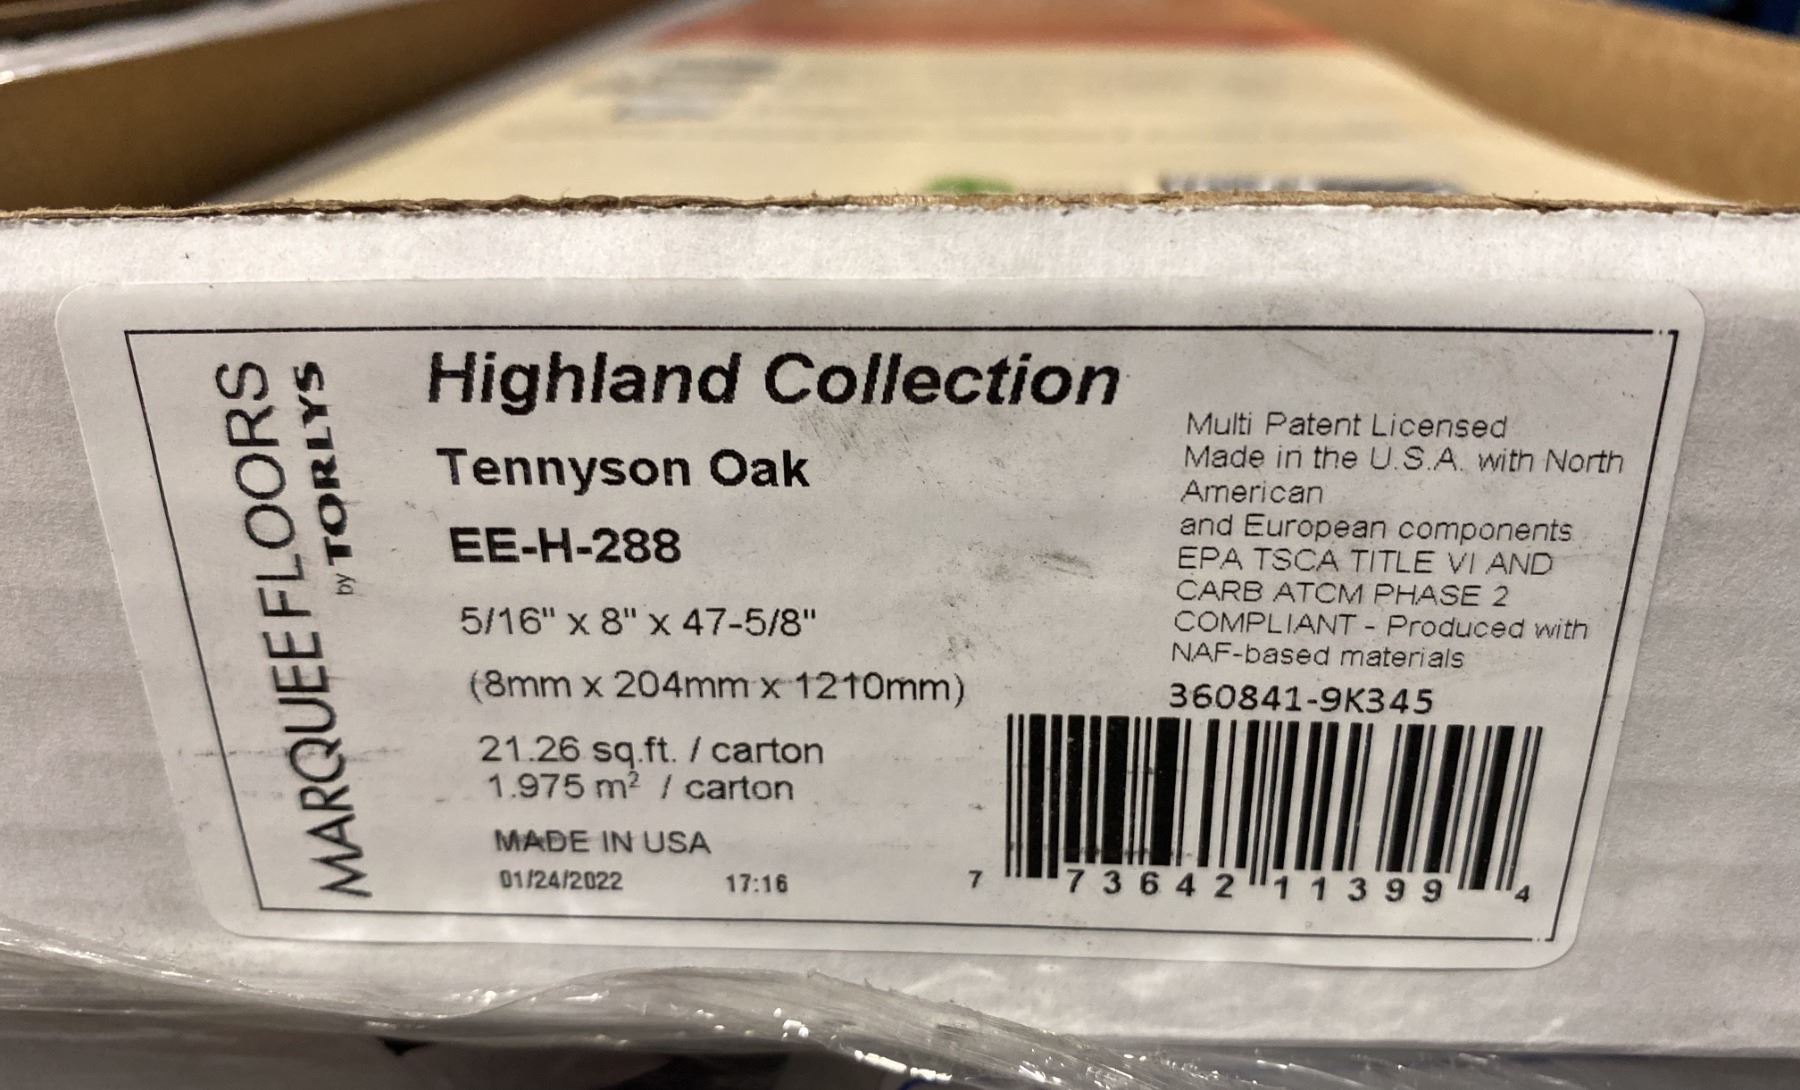 MARQUEE FLOORS
by TORLYS
Highland Collection
Tennyson Oak
EE-H-288
5/16" x 8" x 47-5/8"
(8mm x 204mm x 1210mm)
21.26 sq.ft. / carton
1.975 m² / carton
MADE IN USA
01/24/2022 17:16
Multi Patent Licensed
Made in the U.S.A. with North
American
and European components
EPA TSCA TITLE VI AND
CARB ATCM PHASE 2
COMPLIANT - Produced with
NAF-based materials
360841-9K345
7 73642 11399 4